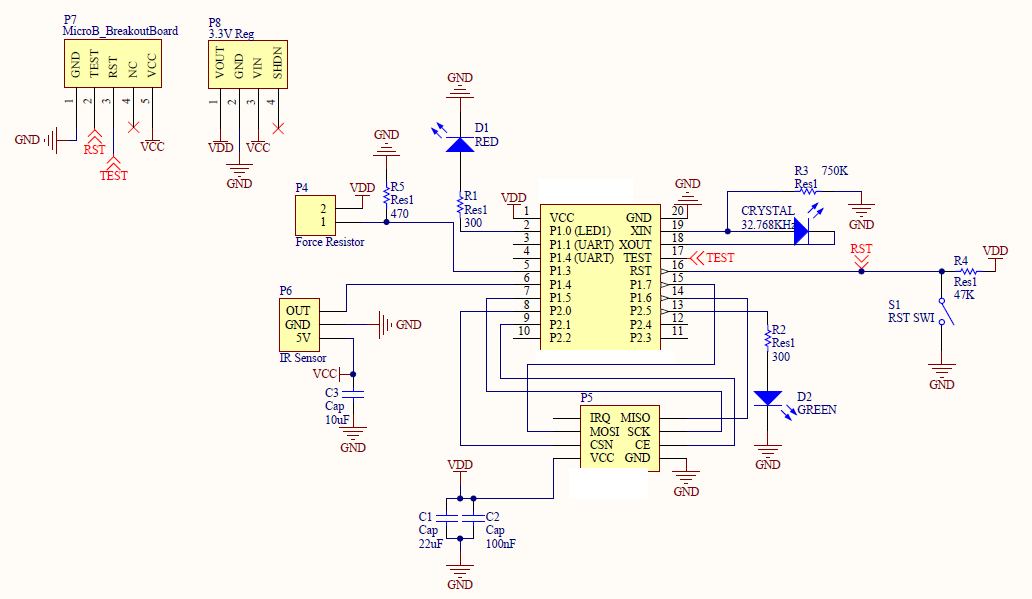 P7
MicroB_BreakoutBoard
GND
TEST
RST
NC
VCC
1
2
3
4
5
GND
RST
TEST
VCC
P8
3.3V Reg
VOUT
GND
VIN
SHDN
1
2
3
4
VDD
VCC
GND
GND
D1
RED
GND
R5
Res1
470
R1
Res1
300
P4
VDD
2
1
Force Resistor
VDD
1
2
3
4
5
6
7
8
9
10
VCC GND
P1.0 (LED1) XIN
P1.1 (UART) XOUT
P1.4 (UART) TEST
P1.3 RST
P1.4 P1.7
P1.5 P1.6
P2.0 P2.5
P2.1 P2.4
P2.2 P2.3
20
19
18
17
16
15
14
13
12
11
GND
TEST
R3 750K
Res1
GND
CRYSTAL
32.768KHz
RST
VDD
R4
Res1
47K
S1
RST SWI
GND
P6
OUT
GND
5V
IR Sensor
GND
VCC
C3
Cap
10uF
GND
R2
Res1
300
D2
GREEN
GND
P5
IRQ MISO
MOSI SCK
CSN CE
VCC GND
GND
VDD
C1
Cap
22uF
C2
Cap
100nF
GND